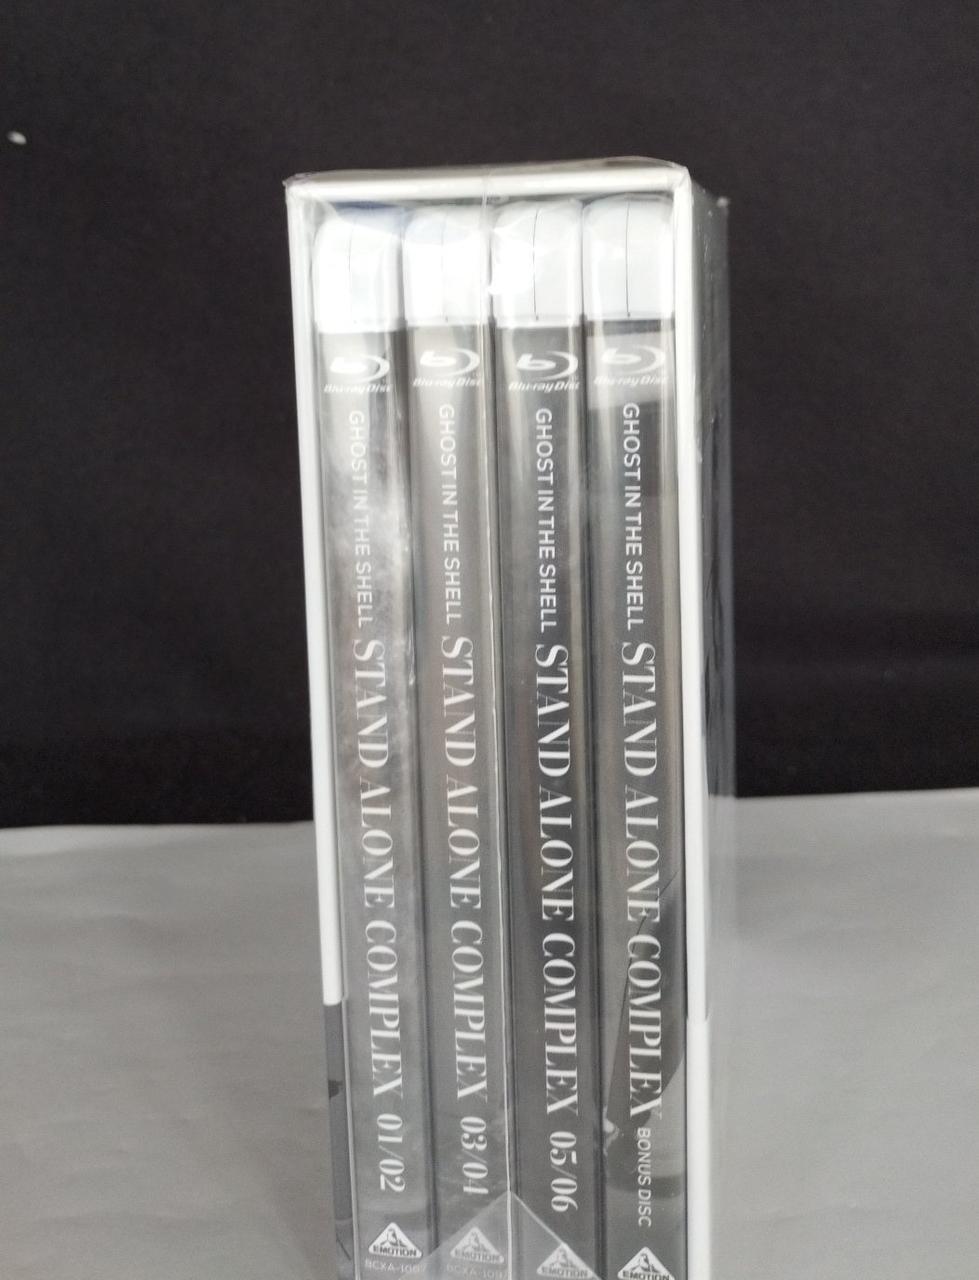 Blu-ray Disc
GHOST IN THE SHELL STAND ALONE COMPLEX 01/02
EMOTION
Blu-ray Disc
GHOST IN THE SHELL STAND ALONE COMPLEX 03/04
EMOTION
Blu-ray Disc
GHOST IN THE SHELL STAND ALONE COMPLEX 05/06
EMOTION
Blu-ray Disc
GHOST IN THE SHELL STAND ALONE COMPLEX BONUS DISC
EMOTION